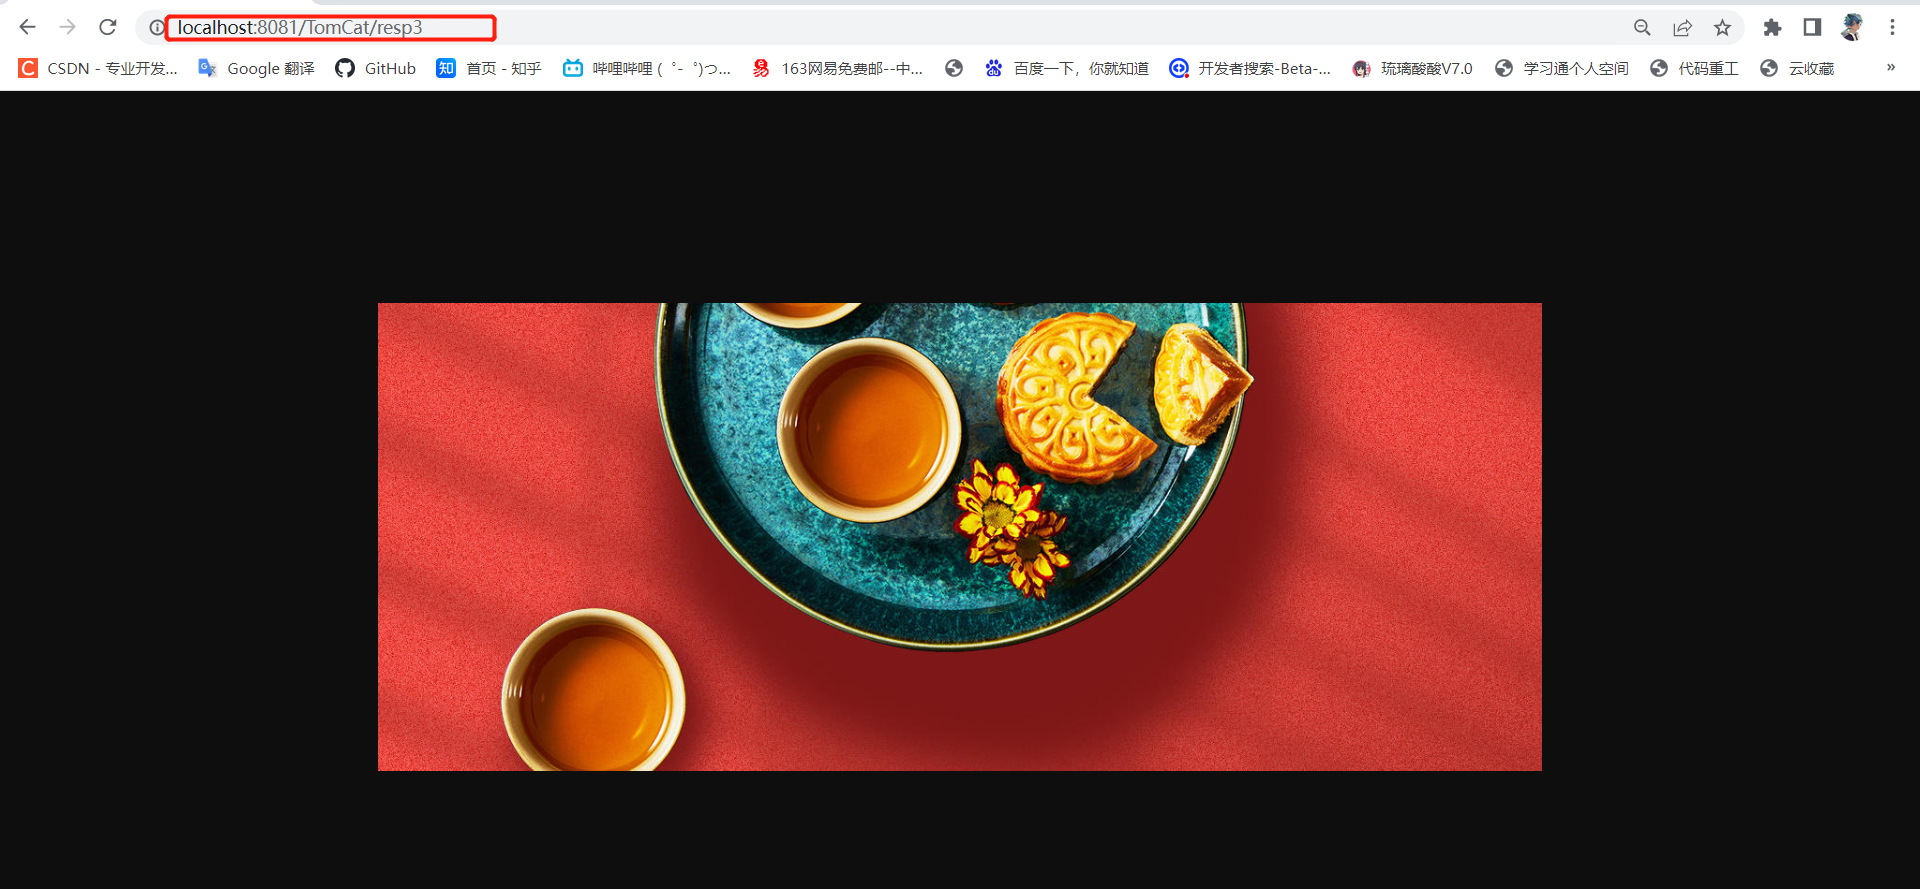 localhost:8081/TomCat/resp3
C CSDN - 专业开发... Google 翻译 GitHub 知 首页 - 知乎 哔哩哔哩 ( ゜- ゜)つ... 163网易免费邮--中... 百度一下，你就知道 开发者搜索-Beta-... 琉璃酸酸V7.0 学习通个人空间 代码重工 云收藏 »